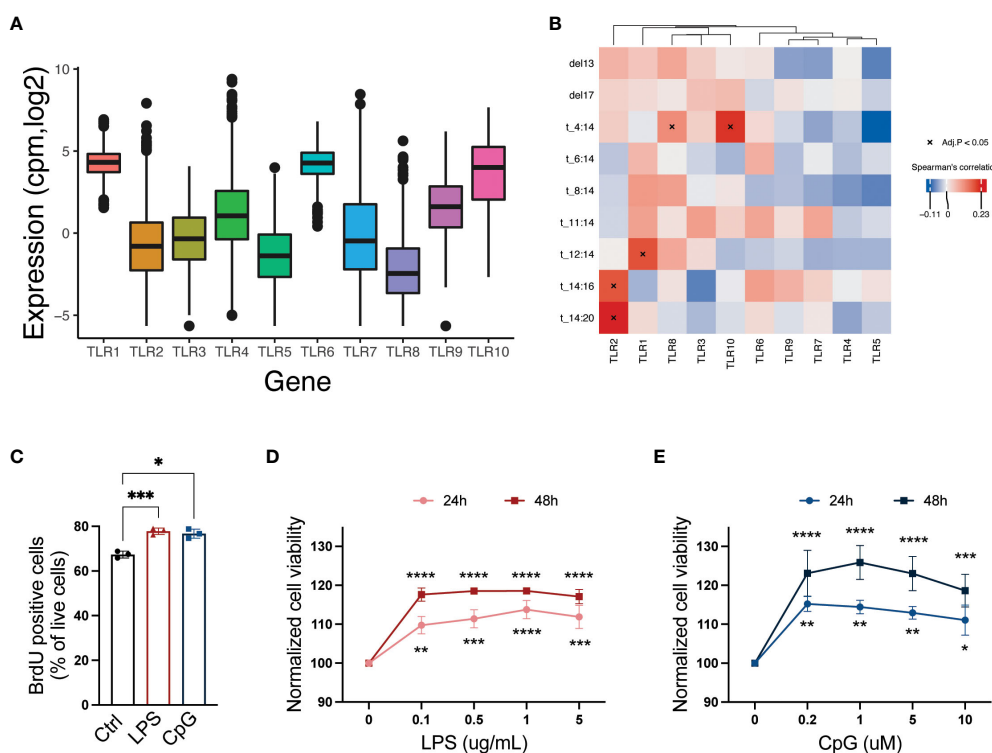 A
Expression (cpm,log2)
10
5
0
−5
TLR1 TLR2 TLR3 TLR4 TLR5 TLR6 TLR7 TLR8 TLR9 TLR10
Gene
B
del13
del17
t_4:14
t_6:14
t_8:14
t_11:14
t_12:14
t_14:16
t_14:20
TLR2 TLR1 TLR8 TLR3 TLR10 TLR6 TLR9 TLR7 TLR4 TLR5
× Adj.P < 0.05
Spearman's correlation
−0.11 0 0.23
C
*
***
BrdU positive cells
(% of live cells)
80
60
40
20
0
Ctrl LPS CpG
D
24h 48h
Normalized cell viability
130
120
110
100
90
**** **** **** ****
** *** **** ***
0 0.1 0.5 1 5
LPS (ug/mL)
E
24h 48h
Normalized cell viability
130
120
110
100
90
**** **** **** ***
** ** ** *
0 0.2 1 5 10
CpG (uM)